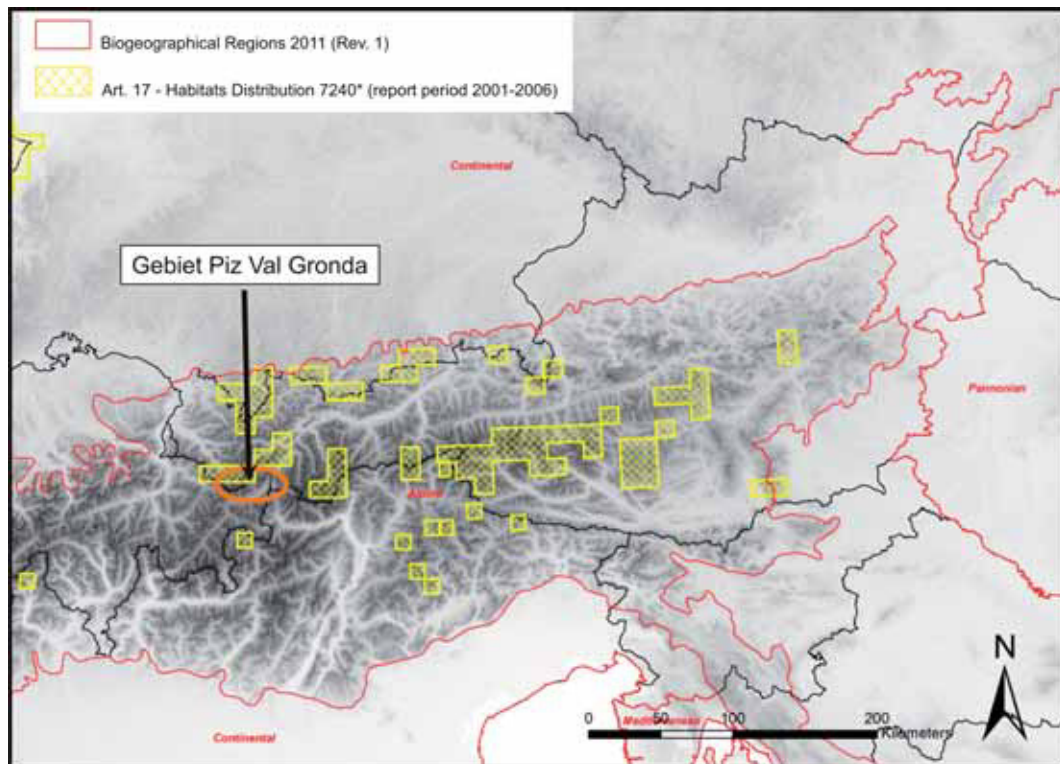 Biogeographical Regions 2011 (Rev. 1)
Art. 17 - Habitats Distribution 7240* (report period 2001-2006)
Continental
Gebiet Piz Val Gronda
Pannonian
Alpine
N
Mediterranean
0 50 100 200
Kilometers
Continental